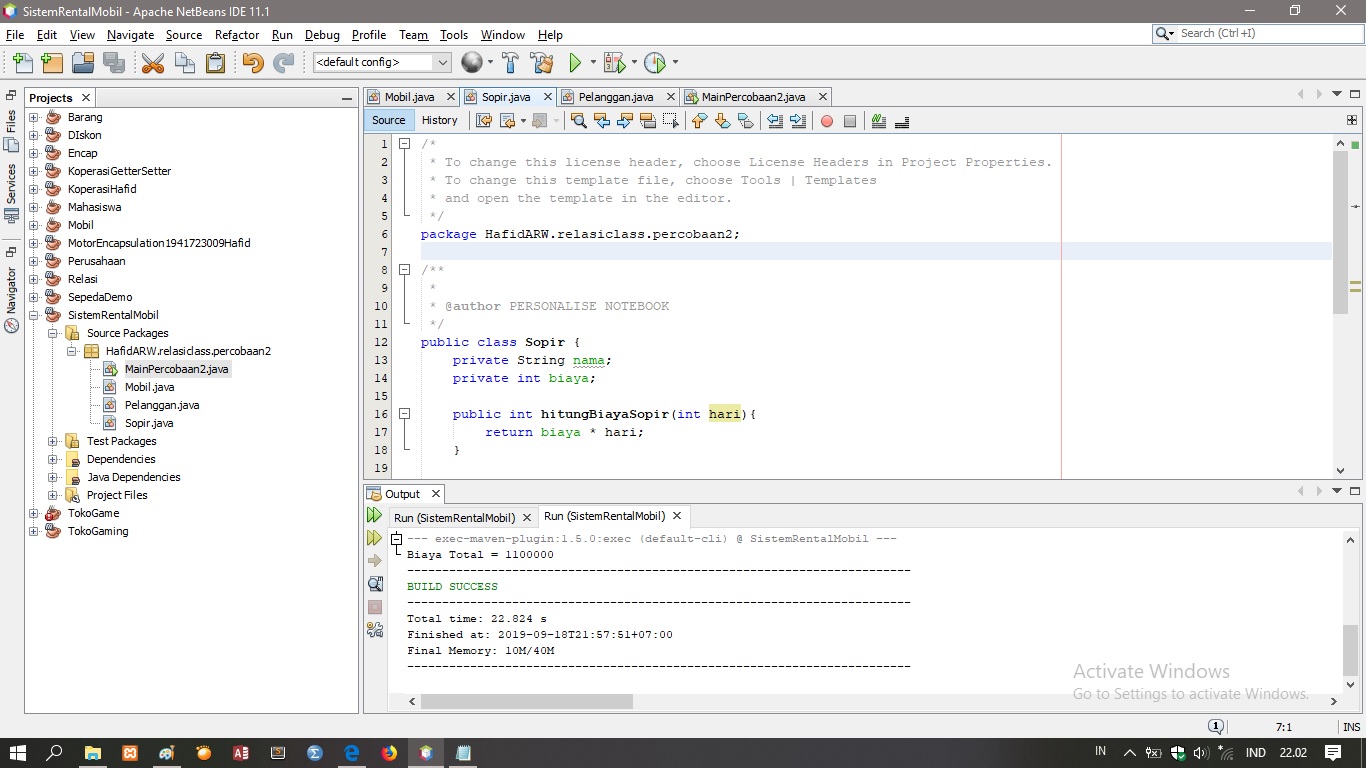 SistemRentalMobil - Apache NetBeans IDE 11.1
File Edit View Navigate Source Refactor Run Debug Profile Team Tools Window Help
Search (Ctrl+I)
<default config>
Files
Services
Navigator
Projects
Barang
DIskon
Encap
KoperasiGetterSetter
KoperasiHafid
Mahasiswa
Mobil
MotorEncapsulation1941723009Hafid
Perusahaan
Relasi
SepedaDemo
SistemRentalMobil
Source Packages
HafidARW.relasiclass.percobaan2
MainPercobaan2.java
Mobil.java
Pelanggan.java
Sopir.java
Test Packages
Dependencies
Java Dependencies
Project Files
TokoGame
TokoGaming
Mobil.java Sopir.java Pelanggan.java MainPercobaan2.java
Source History
1 /*
2 * To change this license header, choose License Headers in Project Properties.
3 * To change this template file, choose Tools | Templates
4 * and open the template in the editor.
5 */
6 package HafidARW.relasiclass.percobaan2;
7
8 /**
9 *
10 * @author PERSONALISE NOTEBOOK
11 */
12 public class Sopir {
13 private String nama;
14 private int biaya;
15
16 public int hitungBiayaSopir(int hari){
17 return biaya * hari;
18 }
19
Output
Run (SistemRentalMobil) Run (SistemRentalMobil)
--- exec-maven-plugin:1.5.0:exec (default-cli) @ SistemRentalMobil ---
Biaya Total = 1100000
------------------------------------------------------------------------
BUILD SUCCESS
------------------------------------------------------------------------
Total time: 22.824 s
Finished at: 2019-09-18T21:57:51+07:00
Final Memory: 10M/40M
------------------------------------------------------------------------
Activate Windows
Go to Settings to activate Windows.
1 7:1 INS
IN IND 22.02